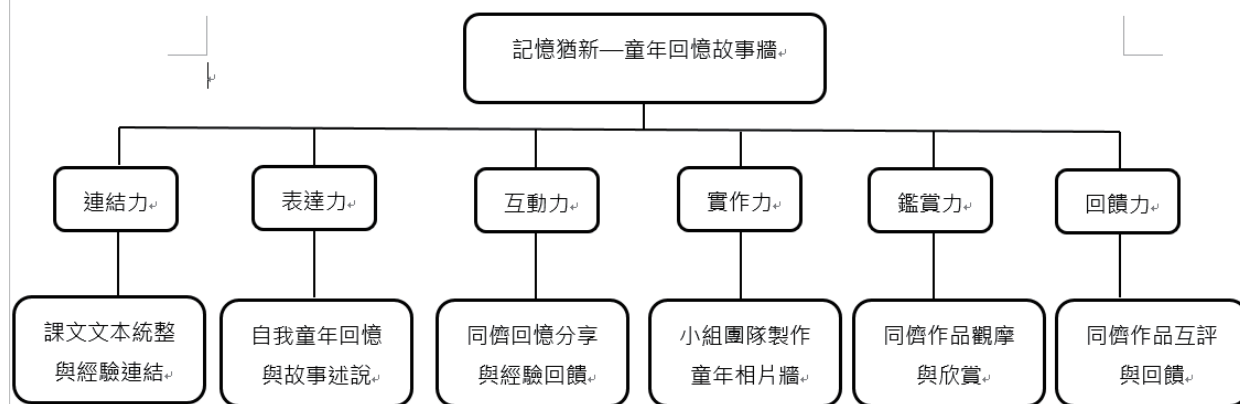 記憶猶新—童年回憶故事牆
連結力
表達力
互動力
實作力
鑑賞力
回饋力
課文文本統整
與經驗連結
自我童年回憶
與故事述說
同儕回憶分享
與經驗回饋
小組團隊製作
童年相片牆
同儕作品觀摩
與欣賞
同儕作品互評
與回饋